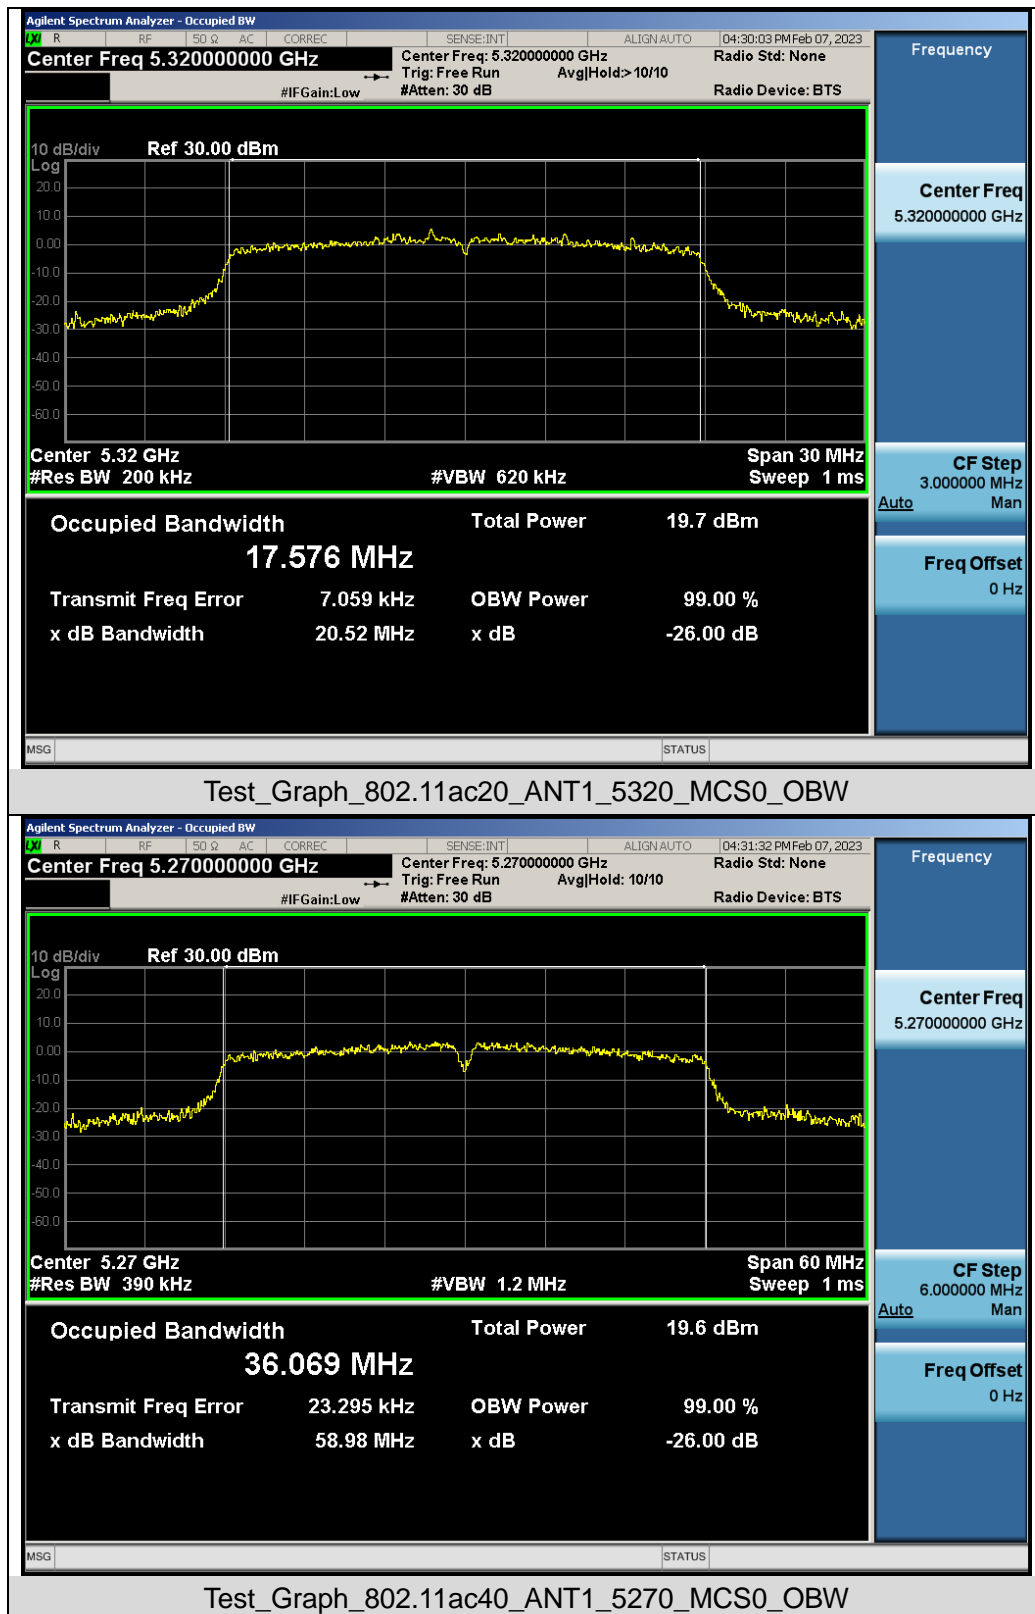 Agilent Spectrum Analyzer - Occupied BW
LXI R RF 50 Ω AC CORREC SENSE:INT ALIGN AUTO 04:30:03 PM Feb 07, 2023
Center Freq 5.320000000 GHz
Center Freq: 5.320000000 GHz Radio Std: None
Trig: Free Run Avg|Hold:> 10/10
#IFGain:Low #Atten: 30 dB Radio Device: BTS
Frequency
10 dB/div Ref 30.00 dBm
Log
20.0
10.0
0.00
-10.0
-20.0
-30.0
-40.0
-50.0
-60.0
Center 5.32 GHz Span 30 MHz
#Res BW 200 kHz #VBW 620 kHz Sweep 1 ms
Center Freq
5.320000000 GHz
CF Step
3.000000 MHz
Auto Man
Freq Offset
0 Hz
Occupied Bandwidth Total Power 19.7 dBm
17.576 MHz
Transmit Freq Error 7.059 kHz OBW Power 99.00 %
x dB Bandwidth 20.52 MHz x dB -26.00 dB
MSG STATUS
Test_Graph_802.11ac20_ANT1_5320_MCS0_OBW
Agilent Spectrum Analyzer - Occupied BW
LXI R RF 50 Ω AC CORREC SENSE:INT ALIGN AUTO 04:31:32 PM Feb 07, 2023
Center Freq 5.270000000 GHz
Center Freq: 5.270000000 GHz Radio Std: None
Trig: Free Run Avg|Hold: 10/10
#IFGain:Low #Atten: 30 dB Radio Device: BTS
Frequency
10 dB/div Ref 30.00 dBm
Log
20.0
10.0
0.00
-10.0
-20.0
-30.0
-40.0
-50.0
-60.0
Center 5.27 GHz Span 60 MHz
#Res BW 390 kHz #VBW 1.2 MHz Sweep 1 ms
Center Freq
5.270000000 GHz
CF Step
6.000000 MHz
Auto Man
Freq Offset
0 Hz
Occupied Bandwidth Total Power 19.6 dBm
36.069 MHz
Transmit Freq Error 23.295 kHz OBW Power 99.00 %
x dB Bandwidth 58.98 MHz x dB -26.00 dB
MSG STATUS
Test_Graph_802.11ac40_ANT1_5270_MCS0_OBW